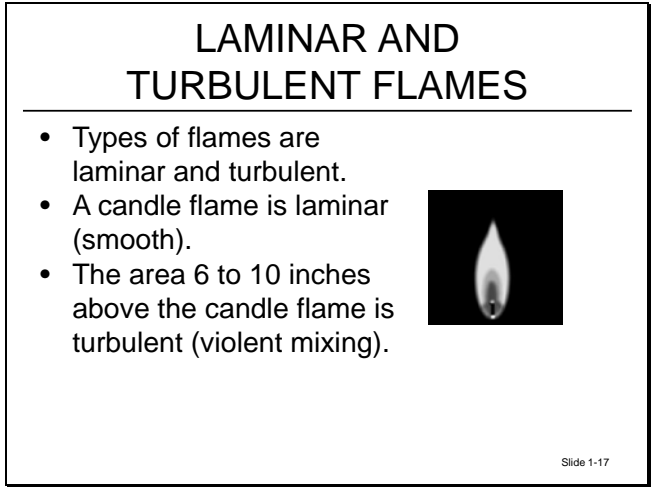 LAMINAR AND
TURBULENT FLAMES
• Types of flames are
laminar and turbulent.
• A candle flame is laminar
(smooth).
• The area 6 to 10 inches
above the candle flame is
turbulent (violent mixing).
Slide 1-17